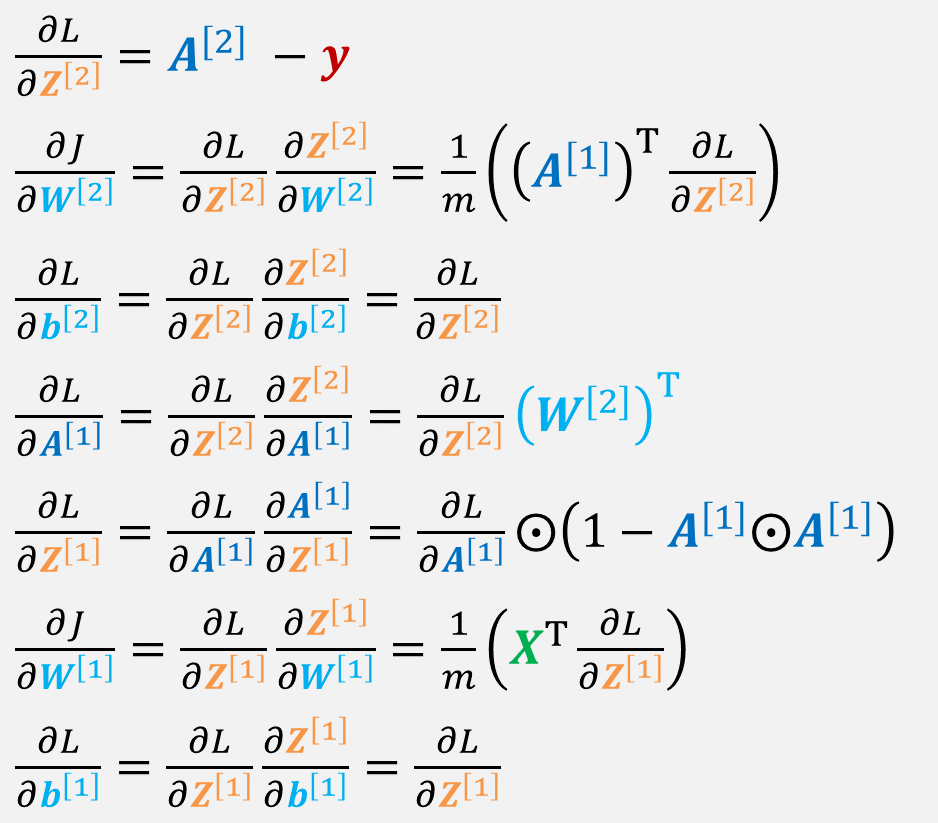 ∂L/∂Z^[2] = A^[2] − y
∂J/∂W^[2] = ∂L/∂Z^[2] ∂Z^[2]/∂W^[2] = 1/m ((A^[1])^T ∂L/∂Z^[2])
∂L/∂b^[2] = ∂L/∂Z^[2] ∂Z^[2]/∂b^[2] = ∂L/∂Z^[2]
∂L/∂A^[1] = ∂L/∂Z^[2] ∂Z^[2]/∂A^[1] = ∂L/∂Z^[2] (W^[2])^T
∂L/∂Z^[1] = ∂L/∂A^[1] ∂A^[1]/∂Z^[1] = ∂L/∂A^[1] ⊙(1 − A^[1]⊙A^[1])
∂J/∂W^[1] = ∂L/∂Z^[1] ∂Z^[1]/∂W^[1] = 1/m (X^T ∂L/∂Z^[1])
∂L/∂b^[1] = ∂L/∂Z^[1] ∂Z^[1]/∂b^[1] = ∂L/∂Z^[1]